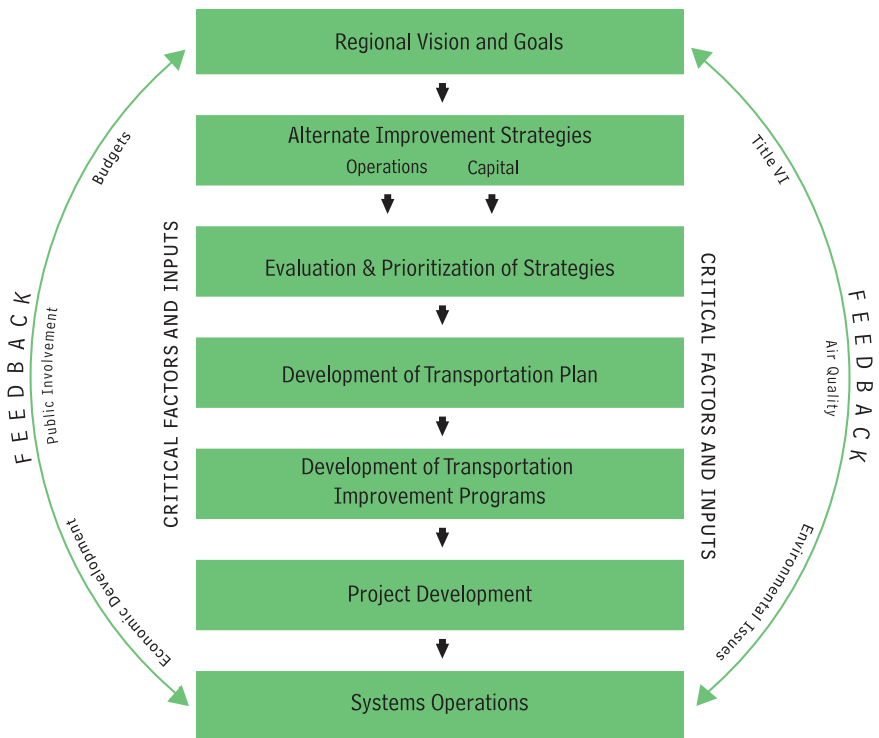 Regional Vision and Goals
Alternate Improvement Strategies
Operations
Capital
Evaluation & Prioritization of Strategies
Development of Transportation Plan
Development of Transportation
Improvement Programs
Project Development
Systems Operations
FEEDBACK
Budgets
Public Involvement
Economic Development
CRITICAL FACTORS AND INPUTS
CRITICAL FACTORS AND INPUTS
Title VI
Air Quality
Environmental Issues
FEEDBACK